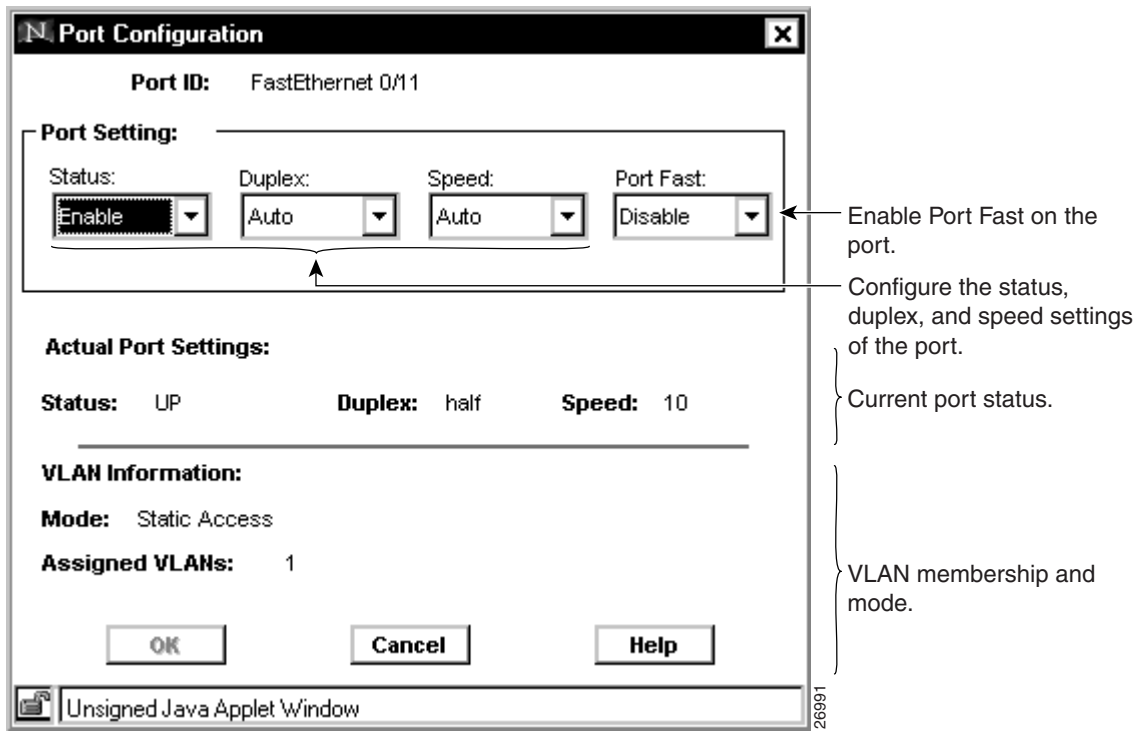 N Port Configuration
Port ID: FastEthernet 0/11
Port Setting:
Status: Duplex: Speed: Port Fast:
Enable Auto Auto Disable
Enable Port Fast on the
port.
Configure the status,
duplex, and speed settings
of the port.
Actual Port Settings:
Status: UP Duplex: half Speed: 10
Current port status.
VLAN Information:
Mode: Static Access
Assigned VLANs: 1
VLAN membership and
mode.
OK Cancel Help
Unsigned Java Applet Window
26991